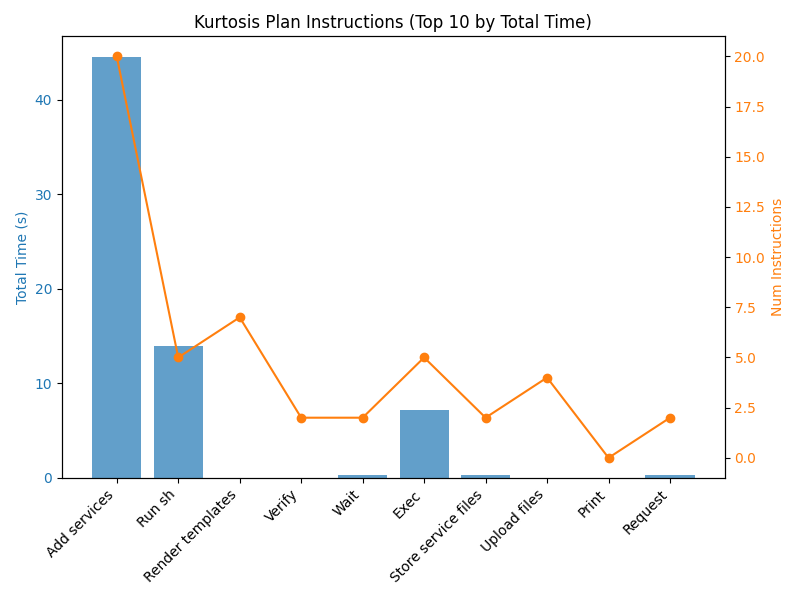 Kurtosis Plan Instructions (Top 10 by Total Time)
Total Time (s)
40
30
20
10
0
20.0
17.5
15.0
12.5
10.0
7.5
5.0
2.5
0.0
Num Instructions
Add services
Run sh
Render templates
Verify
Wait
Exec
Store service files
Upload files
Print
Request